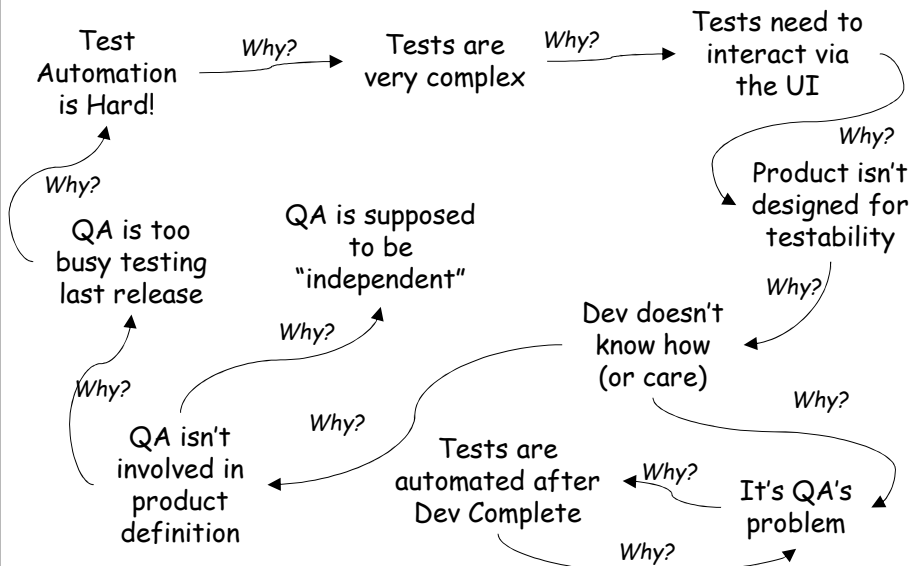 Test
Automation
is Hard!
Why?
Tests are
very complex
Why?
Tests need to
interact via
the UI
Why?
Product isn't
designed for
testability
Why?
Dev doesn't
know how
(or care)
Why?
It's QA's
problem
Why?
Tests are
automated after
Dev Complete
Why?
Why?
QA isn't
involved in
product
definition
Why?
QA is supposed
to be
“independent”
Why?
QA is too
busy testing
last release
Why?